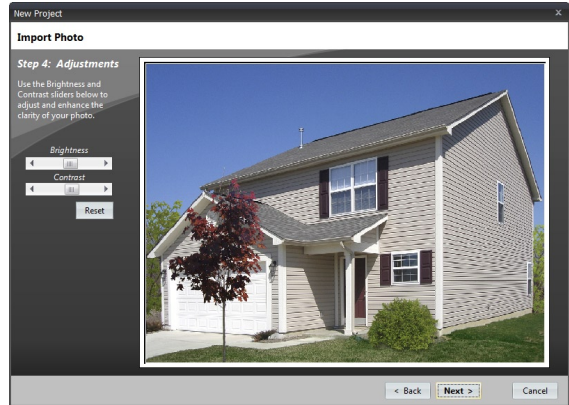 New Project
x
Import Photo
Step 4: Adjustments
Use the Brightness and
Contrast sliders below to
adjust and enhance the
clarity of your photo.
Brightness
Contrast
Reset
< Back
Next >
Cancel